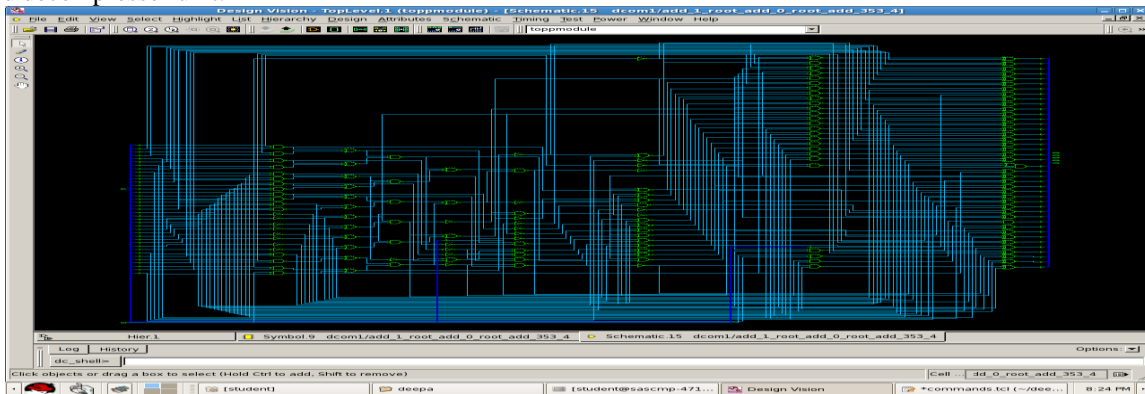 Design Vision - TopLevel.1 (toppmodule) - [Schematic.15 dcom1/add_1_root_add_0_root_add_353_4]
File Edit View Select Highlight List Hierarchy Design Attributes Schematic Timing Test Power Window Help
toppmodule
Hier.1 Symbol.9 dcom1/add_1_root_add_0_root_add_353_4 Schematic.15 dcom1/add_1_root_add_0_root_add_353_4
Log History Options:
dc_shell>
Click objects or drag a box to select (Hold Ctrl to add, Shift to remove) Cell ... dd_0_root_add_353_4
[student] deepa [student@sascmp-471... Design Vision *commands.tcl (~/dee... 8:24 PM